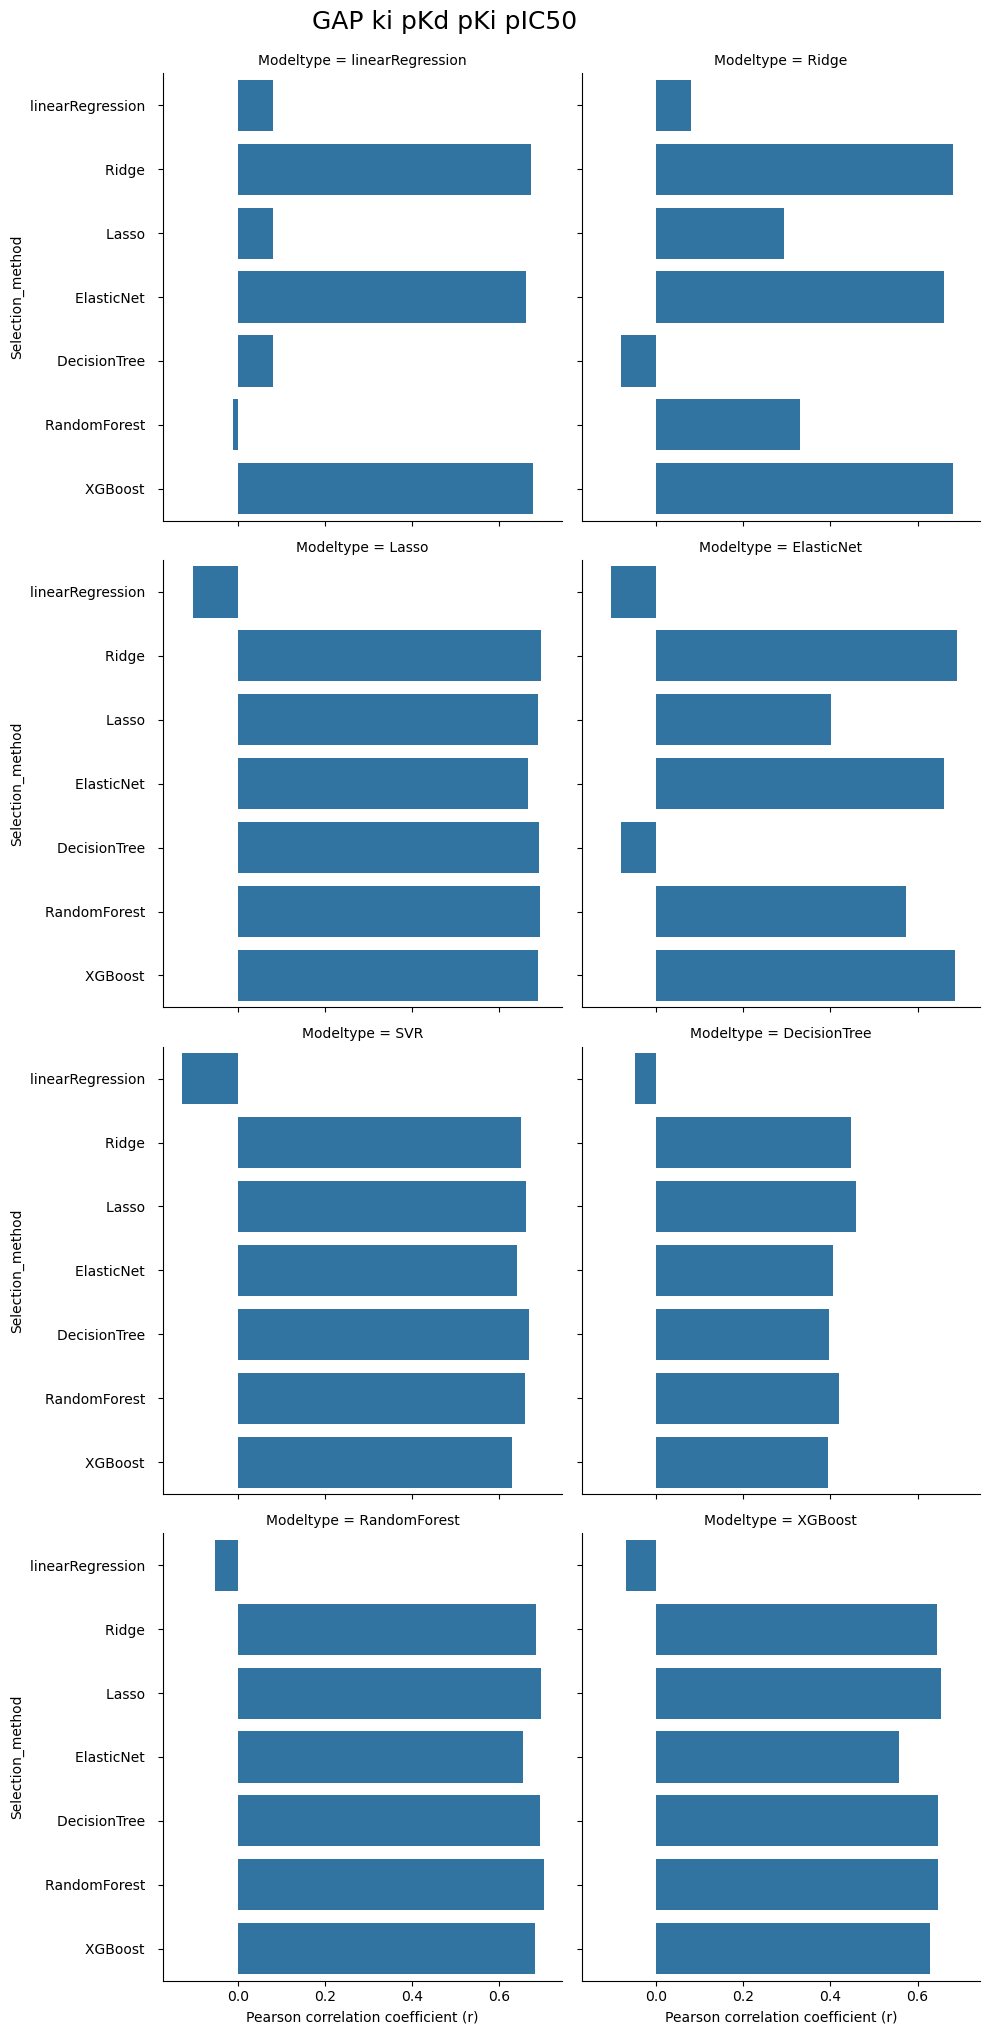 GAP ki pKd pKi pIC50
Modeltype = linearRegression
Modeltype = Ridge
Selection_method
linearRegression
Ridge
Lasso
ElasticNet
DecisionTree
RandomForest
XGBoost
Modeltype = Lasso
Modeltype = ElasticNet
Selection_method
linearRegression
Ridge
Lasso
ElasticNet
DecisionTree
RandomForest
XGBoost
Modeltype = SVR
Modeltype = DecisionTree
Selection_method
linearRegression
Ridge
Lasso
ElasticNet
DecisionTree
RandomForest
XGBoost
Modeltype = RandomForest
Modeltype = XGBoost
Selection_method
linearRegression
Ridge
Lasso
ElasticNet
DecisionTree
RandomForest
XGBoost
0.0 0.2 0.4 0.6
Pearson correlation coefficient (r)
0.0 0.2 0.4 0.6
Pearson correlation coefficient (r)